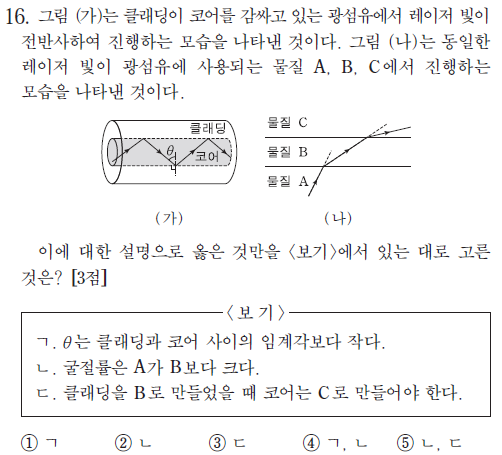 16. 그림 (가)는 클래딩이 코어를 감싸고 있는 광섬유에서 레이저 빛이
전반사하여 진행하는 모습을 나타낸 것이다. 그림 (나)는 동일한
레이저 빛이 광섬유에 사용되는 물질 A, B, C에서 진행하는
모습을 나타낸 것이다.
클래딩
θ
코어
(가)
물질 C
물질 B
물질 A
(나)
이에 대한 설명으로 옳은 것만을 <보기>에서 있는 대로 고른
것은? [3점]
<보 기>
ㄱ. θ는 클래딩과 코어 사이의 임계각보다 작다.
ㄴ. 굴절률은 A가 B보다 크다.
ㄷ. 클래딩을 B로 만들었을 때 코어는 C로 만들어야 한다.
① ㄱ ② ㄴ ③ ㄷ ④ ㄱ, ㄴ ⑤ ㄴ, ㄷ